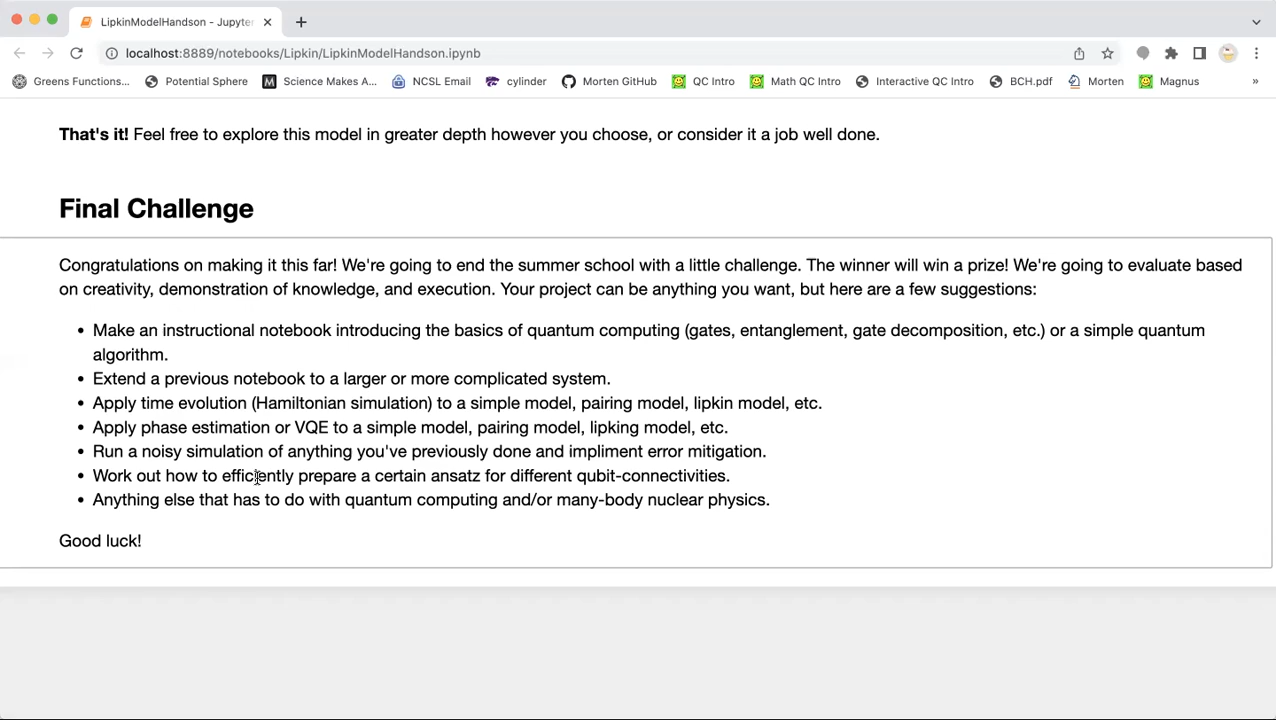 LipkinModelHandson - Jupyte
localhost:8889/notebooks/Lipkin/LipkinModelHandson.ipynb
Greens Functions... Potential Sphere Science Makes A... NCSL Email cylinder Morten GitHub QC Intro Math QC Intro Interactive QC Intro BCH.pdf Morten Magnus »
That's it! Feel free to explore this model in greater depth however you choose, or consider it a job well done.
Final Challenge
Congratulations on making it this far! We're going to end the summer school with a little challenge. The winner will win a prize! We're going to evaluate based
on creativity, demonstration of knowledge, and execution. Your project can be anything you want, but here are a few suggestions:
• Make an instructional notebook introducing the basics of quantum computing (gates, entanglement, gate decomposition, etc.) or a simple quantum
algorithm.
• Extend a previous notebook to a larger or more complicated system.
• Apply time evolution (Hamiltonian simulation) to a simple model, pairing model, lipkin model, etc.
• Apply phase estimation or VQE to a simple model, pairing model, lipking model, etc.
• Run a noisy simulation of anything you've previously done and impliment error mitigation.
• Work out how to efficiently prepare a certain ansatz for different qubit-connectivities.
• Anything else that has to do with quantum computing and/or many-body nuclear physics.
Good luck!